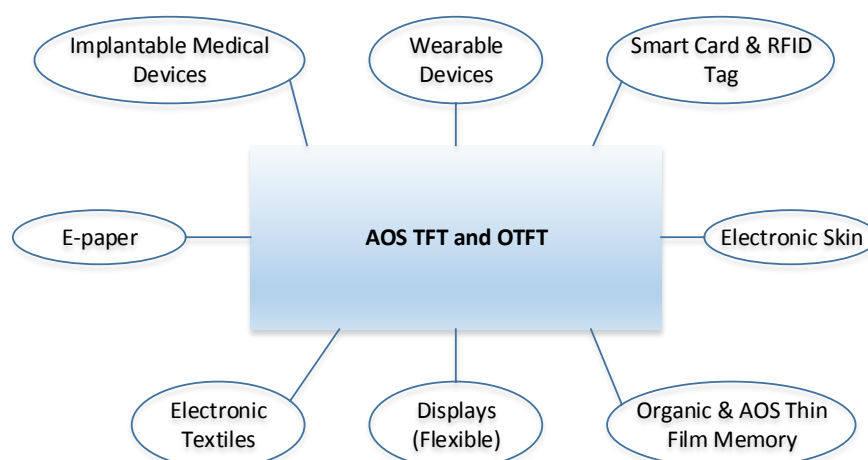 Implantable Medical
Devices
Wearable
Devices
Smart Card & RFID
Tag
E-paper
AOS TFT and OTFT
Electronic Skin
Electronic
Textiles
Displays
(Flexible)
Organic & AOS Thin
Film Memory